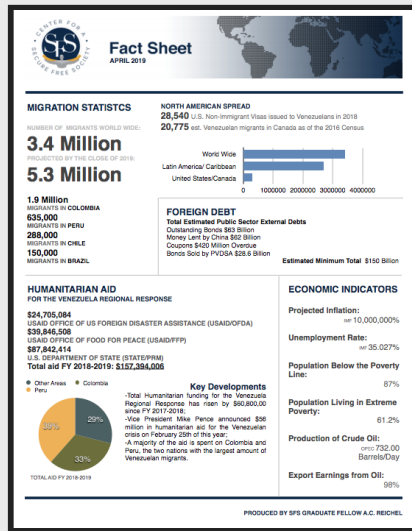 CENTER FOR A
SFS
SECURE FREE SOCIETY
Fact Sheet
APRIL 2019
MIGRATION STATISTCS
NUMBER OF MIGRANTS WORLD WIDE:
3.4 Million
PROJECTED BY THE CLOSE OF 2019:
5.3 Million
1.9 Million
MIGRANTS IN COLOMBIA
635,000
MIGRANTS IN PERU
288,000
MIGRANTS IN CHILE
150,000
MIGRANTS IN BRAZIL
NORTH AMERICAN SPREAD
28,540 U.S. Non-Immigrant Visas issued to Venezuelans in 2018
20,775 est. Venezuelan migrants in Canada as of the 2016 Census
World Wide
Latin America/ Caribbean
United States/Canada
0 1000000 2000000 3000000 4000000
FOREIGN DEBT
Total Estimated Public Sector External Debts
Outstanding Bonds $63 Billion
Money Lent by China $62 Billion
Coupons $420 Million Overdue
Bonds Sold by PVDSA $28.6 Billion
Estimated Minimum Total $150 Billion
HUMANITARIAN AID
FOR THE VENEZUELA REGIONAL RESPONSE
$24,705,084
USAID OFFICE OF US FOREIGN DISASTER ASSISTANCE (USAID/OFDA)
$39,846,508
USAID OFFICE OF FOOD FOR PEACE (USAID/FFP)
$87,842,414
U.S. DEPARTMENT OF STATE (STATE/PRM)
Total aid FY 2018-2019: $157,394,006
Other Areas
Colombia
Peru
29%
33%
38%
TOTAL AID FY 2018-2019
Key Developments
-Total Humanitarian funding for the Venezuela
Regional Response has risen by $60,800,00
since FY 2017-2018;
-Vice President Mike Pence announced $56
million in humanitarian aid for the Venezuelan
crisis on February 25th of this year;
-A majority of the aid is spent on Colombia and
Peru, the two nations with the largest amount of
Venezuelan migrants.
ECONOMIC INDICATORS
Projected Inflation:
IMF 10,000,000%
Unemployment Rate:
IMF 35.027%
Population Below the Poverty
Line:
87%
Population Living in Extreme
Poverty:
61.2%
Production of Crude Oil:
OPEC 732.00
Barrels/Day
Export Earnings from Oil:
98%
PRODUCED BY SFS GRADUATE FELLOW A.C. REICHEL